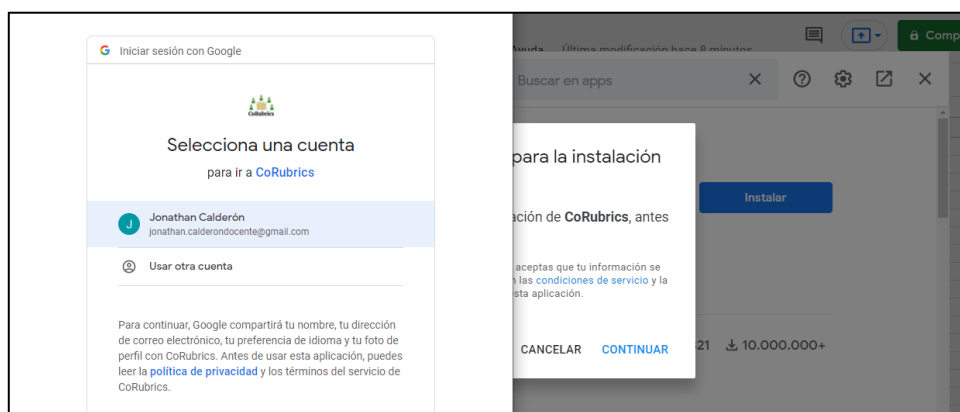 Iniciar sesión con Google
CoRubrics
Selecciona una cuenta
para ir a CoRubrics
J
Jonathan Calderón
jonathan.calderondocente@gmail.com
Usar otra cuenta
Para continuar, Google compartirá tu nombre, tu dirección
de correo electrónico, tu preferencia de idioma y tu foto de
perfil con CoRubrics. Antes de usar esta aplicación, puedes
leer la política de privacidad y los términos del servicio de
CoRubrics.
Ayuda Última modificación hace 8 minutos
Comp
Buscar en apps
para la instalación
Instalar
ación de CoRubrics, antes
aceptas que tu información se
las condiciones de servicio y la
esta aplicación.
CANCELAR CONTINUAR
21 10.000.000+